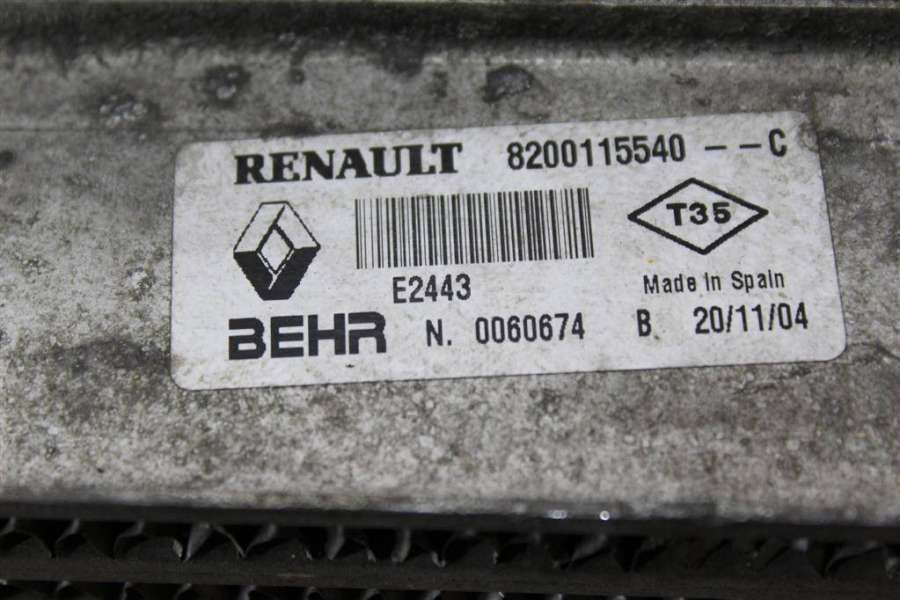 RENAULT 8200115540 --C
T35
E2443
Made in Spain
BEHR N. 0060674 B 20/11/04